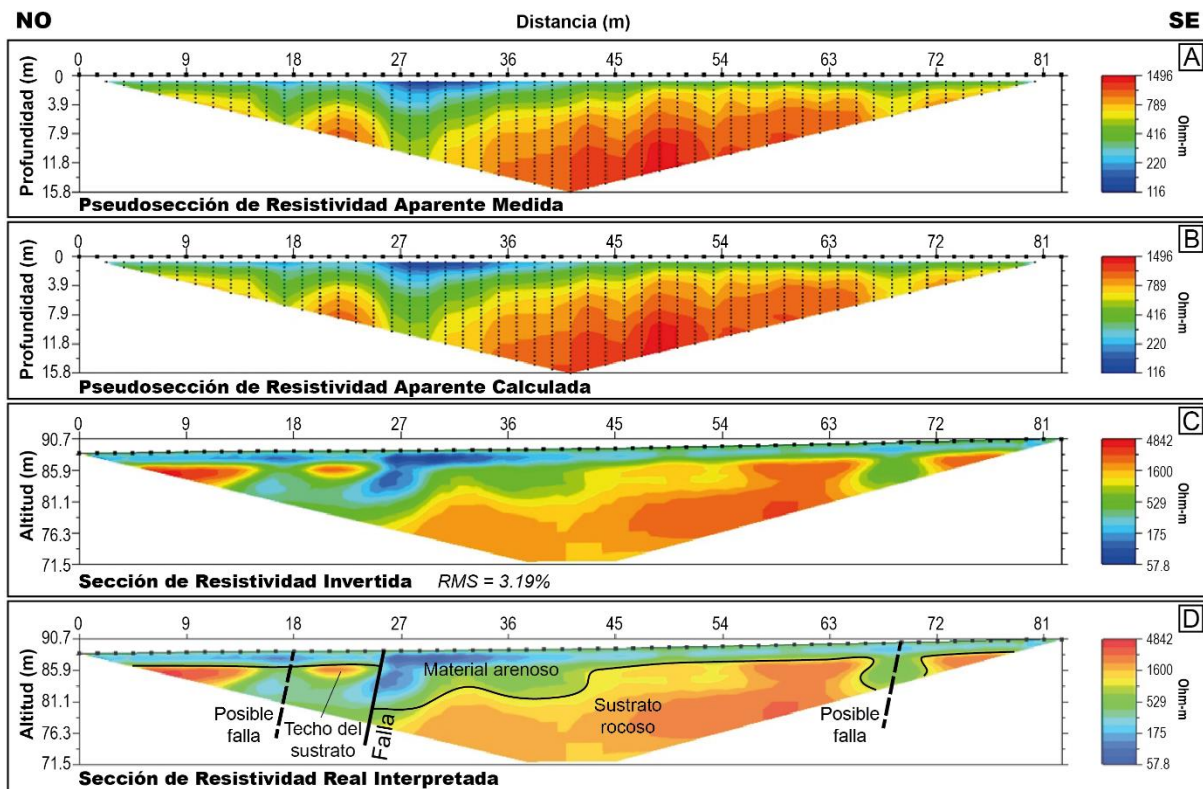 NO Distancia (m) SE
A
0 9 18 27 36 45 54 63 72 81
Profundidad (m)
0
3.9
7.9
11.8
15.8
1496
789
416
220
116
Ohm-m
Pseudosección de Resistividad Aparente Medida
B
0 9 18 27 36 45 54 63 72 81
Profundidad (m)
0
3.9
7.9
11.8
15.8
1496
789
416
220
116
Ohm-m
Pseudosección de Resistividad Aparente Calculada
C
0 9 18 27 36 45 54 63 72 81
Altitud (m)
90.7
85.9
81.1
76.3
71.5
4842
1600
529
175
57.8
Ohm-m
Sección de Resistividad Invertida RMS = 3.19%
D
0 9 18 27 36 45 54 63 72 81
Altitud (m)
90.7
85.9
81.1
76.3
71.5
Material arenoso
Posible
falla
Techo del
sustrato
Falla
Sustrato
rocoso
Posible
falla
4842
1600
529
175
57.8
Ohm-m
Sección de Resistividad Real Interpretada